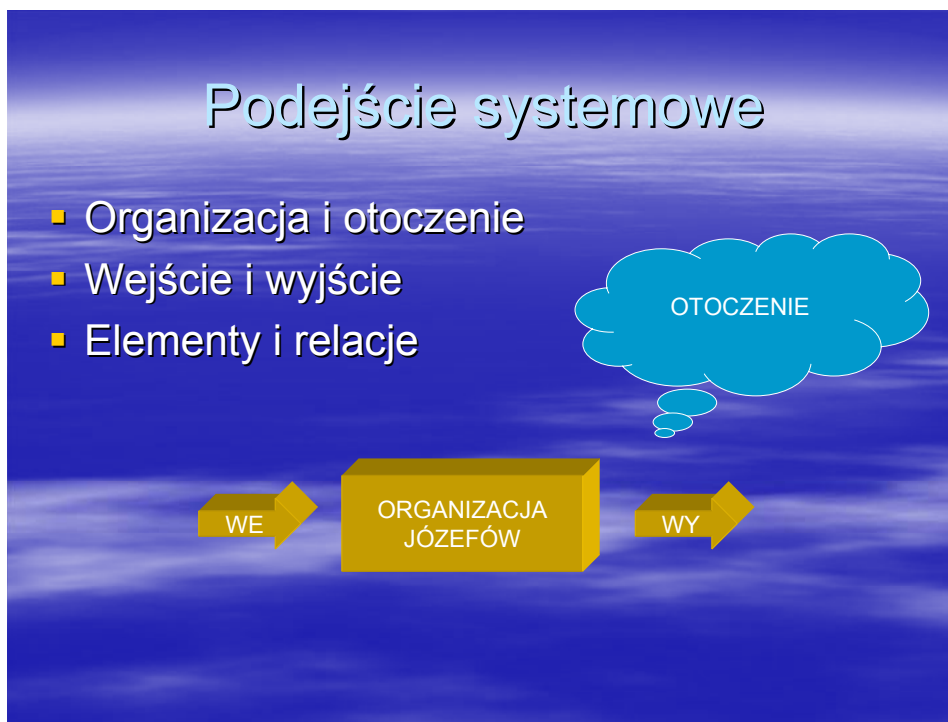 Podejście systemowe
Organizacja i otoczenie
Wejście i wyjście
Elementy i relacje
OTOCZENIE
WE
ORGANIZACJA
JÓZEFÓW
WY